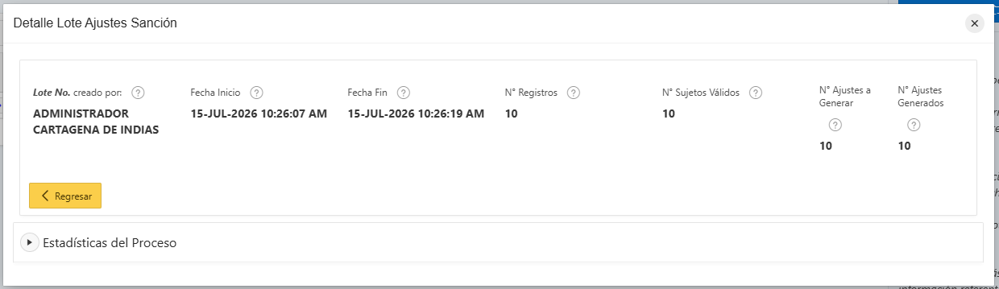 Detalle Lote Ajustes Sanción
Lote No. creado por:
ADMINISTRADOR
CARTAGENA DE INDIAS
Fecha Inicio
15-JUL-2026 10:26:07 AM
Fecha Fin
15-JUL-2026 10:26:19 AM
N° Registros
10
N° Sujetos Válidos
10
N° Ajustes a
Generar
10
N° Ajustes
Generados
10
Regresar
Estadísticas del Proceso